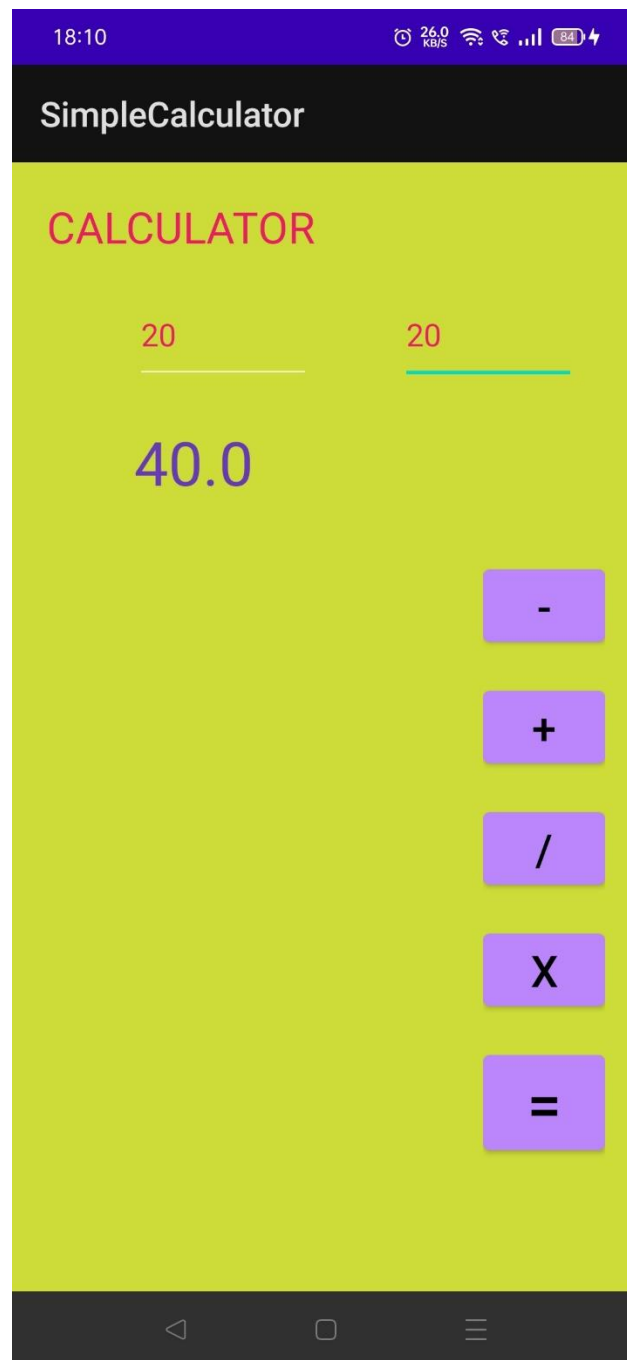 18:10 26.0 KB/S 84
SimpleCalculator
CALCULATOR
20 20
40.0
-
+
/
X
=